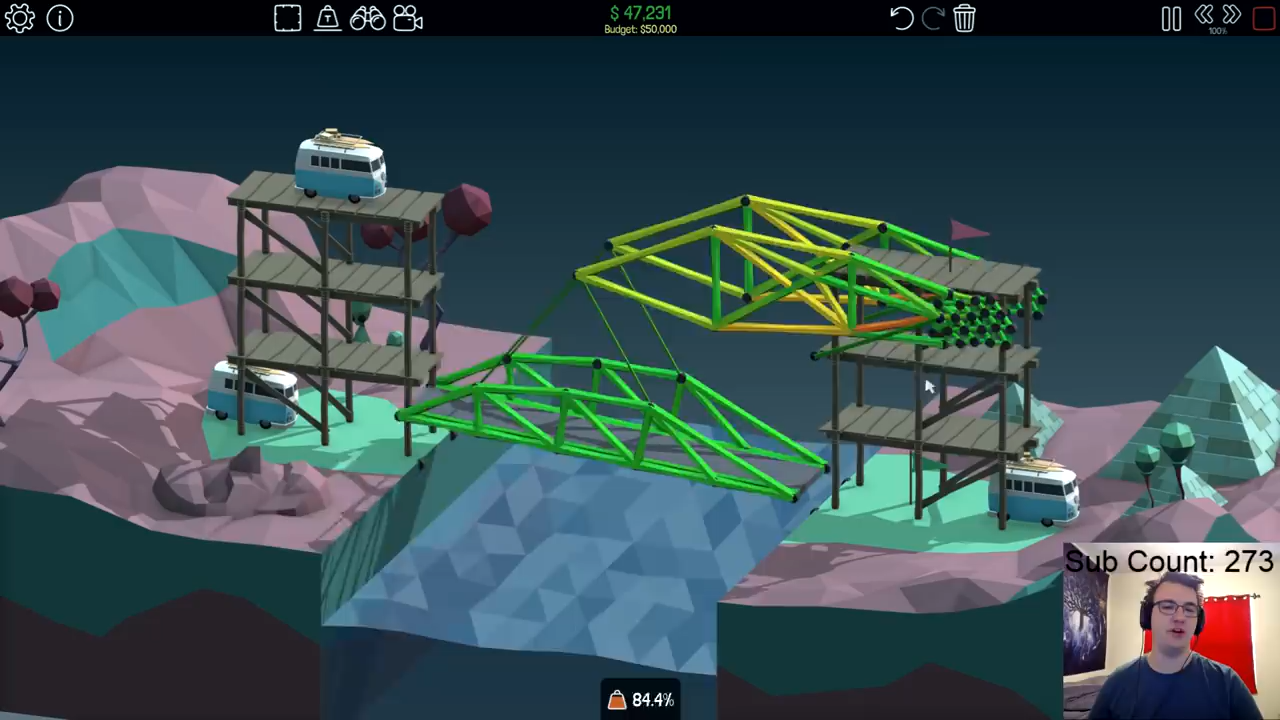 $ 47,231
Budget: $50,000
100%
Sub Count: 273
84.4%